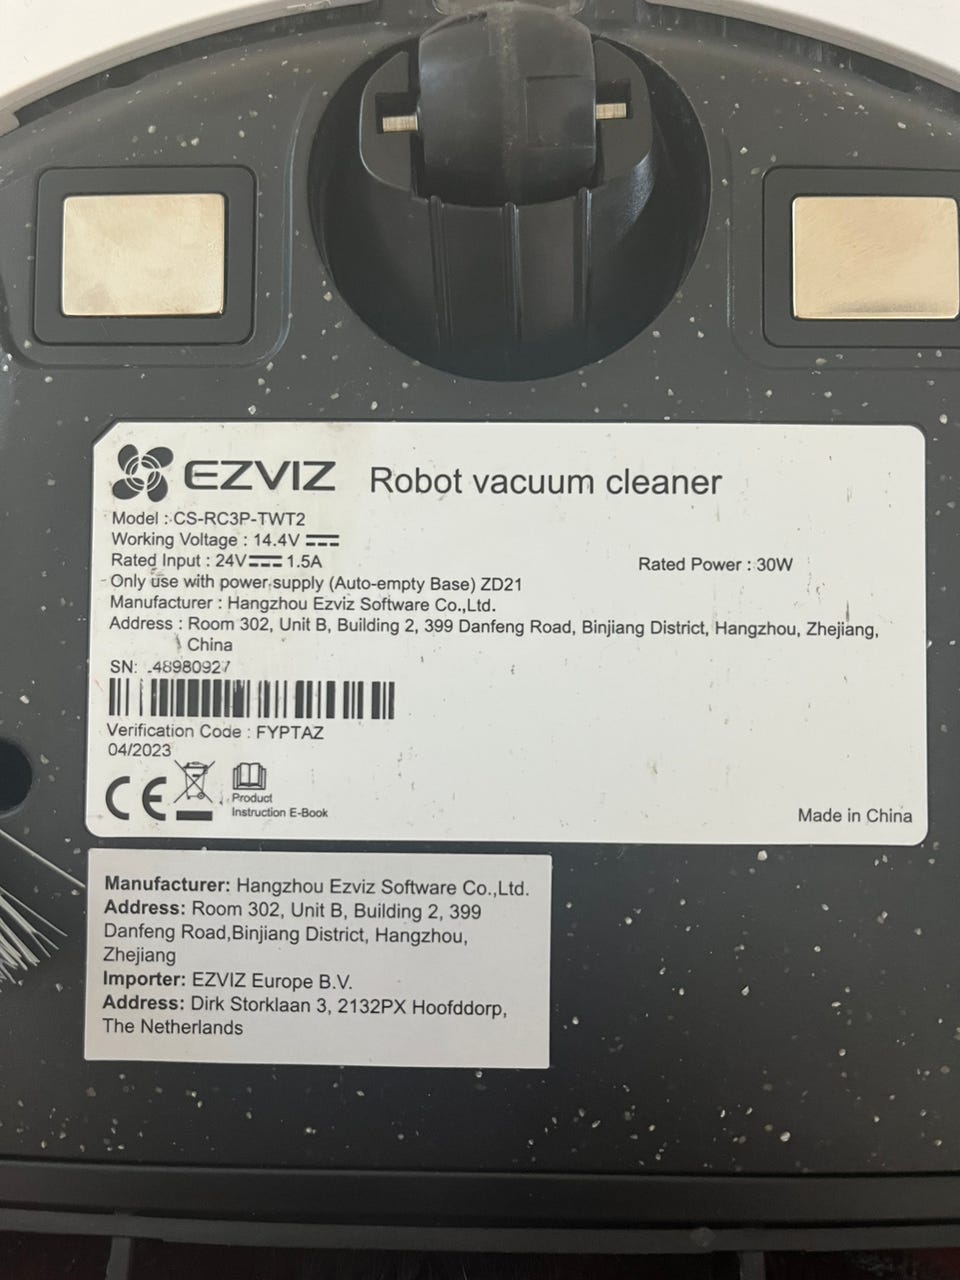 EZVIZ Robot vacuum cleaner
Model : CS-RC3P-TWT2
Working Voltage : 14.4V
Rated Input : 24V 1.5A Rated Power : 30W
Only use with power supply (Auto-empty Base) ZD21
Manufacturer : Hangzhou Ezviz Software Co.,Ltd.
Address : Room 302, Unit B, Building 2, 399 Danfeng Road, Binjiang District, Hangzhou, Zhejiang,
China
SN: 48980927
Verification Code : FYPTAZ
04/2023
CE
Product
Instruction E-Book
Made in China
Manufacturer: Hangzhou Ezviz Software Co.,Ltd.
Address: Room 302, Unit B, Building 2, 399
Danfeng Road,Binjiang District, Hangzhou,
Zhejiang
Importer: EZVIZ Europe B.V.
Address: Dirk Storklaan 3, 2132PX Hoofddorp,
The Netherlands